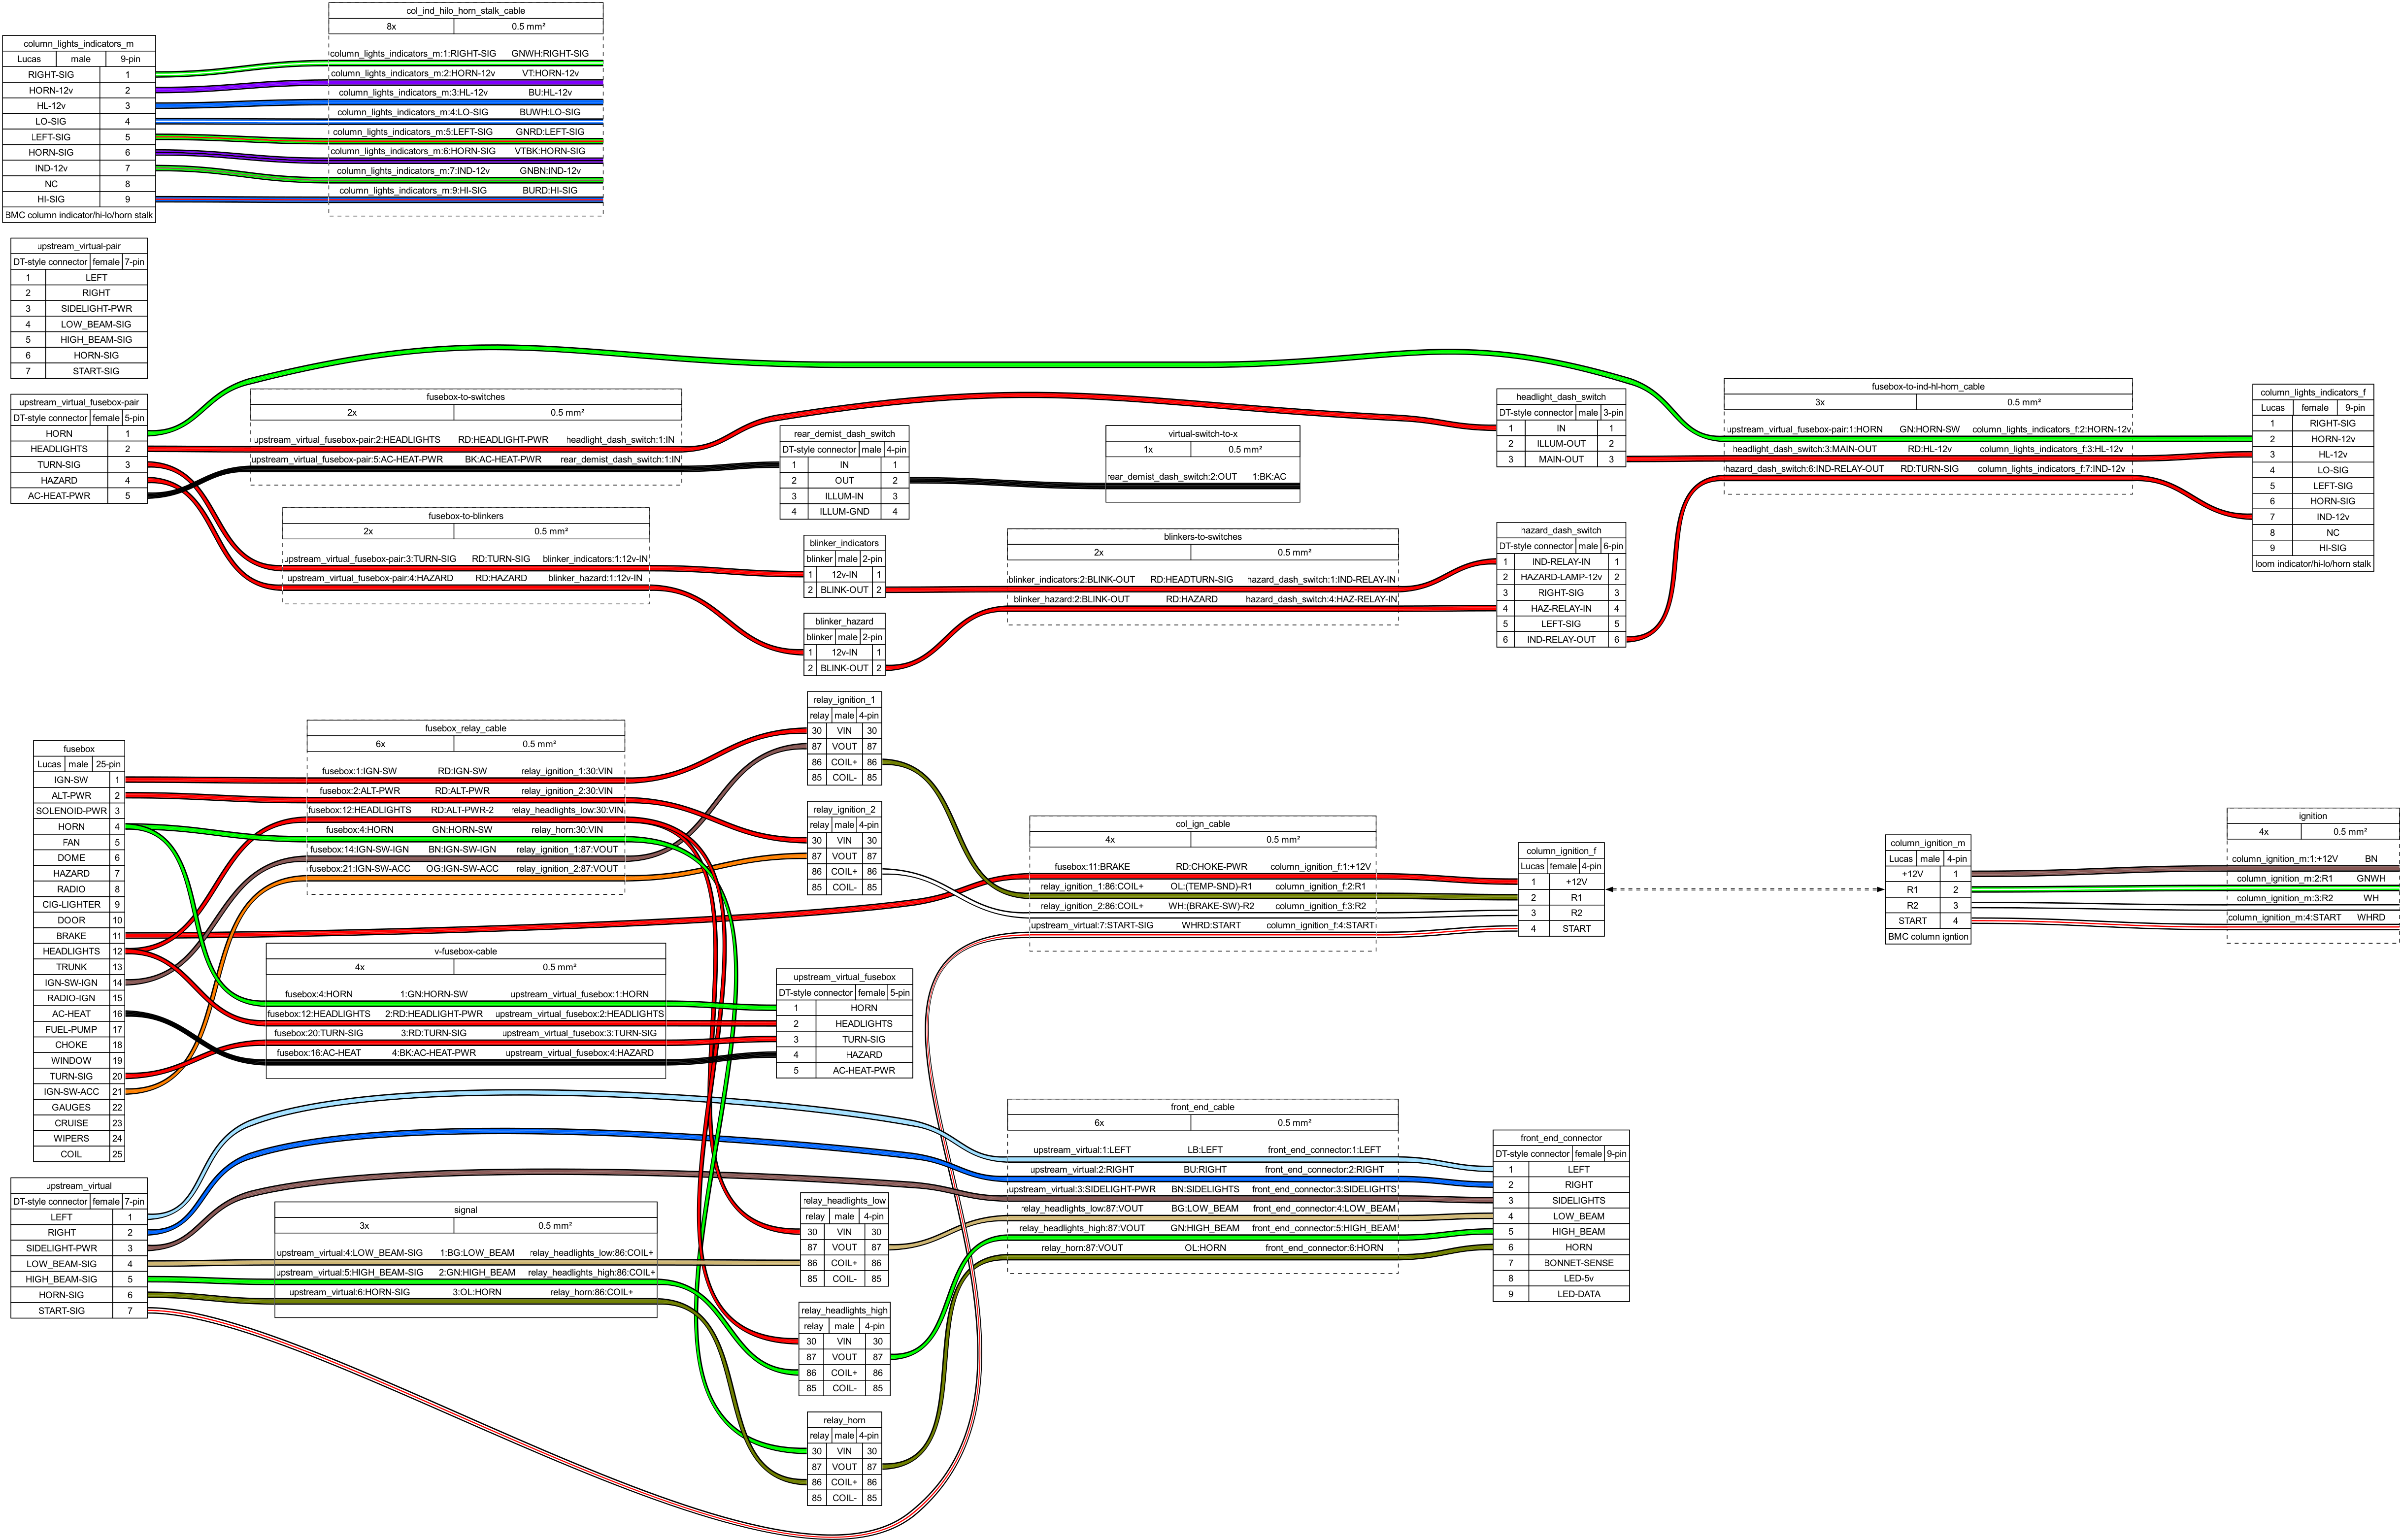 col_ind_hilo_horn_stalk_cable
8x 0.5 mm²
column_lights_indicators_m:1:RIGHT-SIG GNWH:RIGHT-SIG
column_lights_indicators_m:2:HORN-12v VT:HORN-12v
column_lights_indicators_m:3:HL-12v BU:HL-12v
column_lights_indicators_m:4:LO-SIG BUWH:LO-SIG
column_lights_indicators_m:5:LEFT-SIG GNRD:LEFT-SIG
column_lights_indicators_m:6:HORN-SIG VTBK:HORN-SIG
column_lights_indicators_m:7:IND-12v GNBN:IND-12v
column_lights_indicators_m:9:HI-SIG BURD:HI-SIG
column_lights_indicators_m
Lucas male 9-pin
RIGHT-SIG 1
HORN-12v 2
HL-12v 3
LO-SIG 4
LEFT-SIG 5
HORN-SIG 6
IND-12v 7
NC 8
HI-SIG 9
BMC column indicator/hi-lo/horn stalk
upstream_virtual-pair
DT-style connector female 7-pin
1 LEFT
2 RIGHT
3 SIDELIGHT-PWR
4 LOW_BEAM-SIG
5 HIGH_BEAM-SIG
6 HORN-SIG
7 START-SIG
upstream_virtual_fusebox-pair
DT-style connector female 5-pin
HORN 1
HEADLIGHTS 2
TURN-SIG 3
HAZARD 4
AC-HEAT-PWR 5
fusebox-to-switches
2x 0.5 mm²
upstream_virtual_fusebox-pair:2:HEADLIGHTS RD:HEADLIGHT-PWR headlight_dash_switch:1:IN
upstream_virtual_fusebox-pair:5:AC-HEAT-PWR BK:AC-HEAT-PWR rear_demist_dash_switch:1:IN
fusebox-to-blinkers
2x 0.5 mm²
upstream_virtual_fusebox-pair:3:TURN-SIG RD:TURN-SIG blinker_indicators:1:12v-IN
upstream_virtual_fusebox-pair:4:HAZARD RD:HAZARD blinker_hazard:1:12v-IN
rear_demist_dash_switch
DT-style connector male 4-pin
1 IN 1
2 OUT 2
3 ILLUM-IN 3
4 ILLUM-GND 4
blinker_indicators
blinker male 2-pin
1 12v-IN 1
2 BLINK-OUT 2
blinker_hazard
blinker male 2-pin
1 12v-IN 1
2 BLINK-OUT 2
virtual-switch-to-x
1x 0.5 mm²
rear_demist_dash_switch:2:OUT 1:BK:AC
blinkers-to-switches
2x 0.5 mm²
blinker_indicators:2:BLINK-OUT RD:HEADTURN-SIG hazard_dash_switch:1:IND-RELAY-IN
blinker_hazard:2:BLINK-OUT RD:HAZARD hazard_dash_switch:4:HAZ-RELAY-IN
headlight_dash_switch
DT-style connector male 3-pin
1 IN 1
2 ILLUM-OUT 2
3 MAIN-OUT 3
hazard_dash_switch
DT-style connector male 6-pin
1 IND-RELAY-IN 1
2 HAZARD-LAMP-12v 2
3 RIGHT-SIG 3
4 HAZ-RELAY-IN 4
5 LEFT-SIG 5
6 IND-RELAY-OUT 6
fusebox-to-ind-hl-horn_cable
3x 0.5 mm²
upstream_virtual_fusebox-pair:1:HORN GN:HORN-SW column_lights_indicators_f:2:HORN-12v
headlight_dash_switch:3:MAIN-OUT RD:HL-12v column_lights_indicators_f:3:HL-12v
hazard_dash_switch:6:IND-RELAY-OUT RD:TURN-SIG column_lights_indicators_f:7:IND-12v
column_lights_indicators_f
Lucas female 9-pin
1 RIGHT-SIG
2 HORN-12v
3 HL-12v
4 LO-SIG
5 LEFT-SIG
6 HORN-SIG
7 IND-12v
8 NC
9 HI-SIG
loom indicator/hi-lo/horn stalk
fusebox
Lucas male 25-pin
IGN-SW 1
ALT-PWR 2
SOLENOID-PWR 3
HORN 4
FAN 5
DOME 6
HAZARD 7
RADIO 8
CIG-LIGHTER 9
DOOR 10
BRAKE 11
HEADLIGHTS 12
TRUNK 13
IGN-SW-IGN 14
RADIO-IGN 15
AC-HEAT 16
FUEL-PUMP 17
CHOKE 18
WINDOW 19
TURN-SIG 20
IGN-SW-ACC 21
GAUGES 22
CRUISE 23
WIPERS 24
COIL 25
fusebox_relay_cable
6x 0.5 mm²
fusebox:1:IGN-SW RD:IGN-SW relay_ignition_1:30:VIN
fusebox:2:ALT-PWR RD:ALT-PWR relay_ignition_2:30:VIN
fusebox:12:HEADLIGHTS RD:ALT-PWR-2 relay_headlights_low:30:VIN
fusebox:4:HORN GN:HORN-SW relay_horn:30:VIN
fusebox:14:IGN-SW-IGN BN:IGN-SW-IGN relay_ignition_1:87:VOUT
fusebox:21:IGN-SW-ACC OG:IGN-SW-ACC relay_ignition_2:87:VOUT
relay_ignition_1
relay male 4-pin
30 VIN 30
87 VOUT 87
86 COIL+ 86
85 COIL- 85
relay_ignition_2
relay male 4-pin
30 VIN 30
87 VOUT 87
86 COIL+ 86
85 COIL- 85
col_ign_cable
4x 0.5 mm²
fusebox:11:BRAKE RD:CHOKE-PWR column_ignition_f:1:+12V
relay_ignition_1:86:COIL+ OL:(TEMP-SND)-R1 column_ignition_f:2:R1
relay_ignition_2:86:COIL+ WH:(BRAKE-SW)-R2 column_ignition_f:3:R2
upstream_virtual:7:START-SIG WHRD:START column_ignition_f:4:START
column_ignition_f
Lucas female 4-pin
1 +12V
2 R1
3 R2
4 START
column_ignition_m
Lucas male 4-pin
+12V 1
R1 2
R2 3
START 4
BMC column igntion
ignition
4x 0.5 mm²
column_ignition_m:1:+12V BN
column_ignition_m:2:R1 GNWH
column_ignition_m:3:R2 WH
column_ignition_m:4:START WHRD
v-fusebox-cable
4x 0.5 mm²
fusebox:4:HORN 1:GN:HORN-SW upstream_virtual_fusebox:1:HORN
fusebox:12:HEADLIGHTS 2:RD:HEADLIGHT-PWR upstream_virtual_fusebox:2:HEADLIGHTS
fusebox:20:TURN-SIG 3:RD:TURN-SIG upstream_virtual_fusebox:3:TURN-SIG
fusebox:16:AC-HEAT 4:BK:AC-HEAT-PWR upstream_virtual_fusebox:4:HAZARD
upstream_virtual_fusebox
DT-style connector female 5-pin
1 HORN
2 HEADLIGHTS
3 TURN-SIG
4 HAZARD
5 AC-HEAT-PWR
upstream_virtual
DT-style connector female 7-pin
LEFT 1
RIGHT 2
SIDELIGHT-PWR 3
LOW_BEAM-SIG 4
HIGH_BEAM-SIG 5
HORN-SIG 6
START-SIG 7
signal
3x 0.5 mm²
upstream_virtual:4:LOW_BEAM-SIG 1:BG:LOW_BEAM relay_headlights_low:86:COIL+
upstream_virtual:5:HIGH_BEAM-SIG 2:GN:HIGH_BEAM relay_headlights_high:86:COIL+
upstream_virtual:6:HORN-SIG 3:OL:HORN relay_horn:86:COIL+
relay_headlights_low
relay male 4-pin
30 VIN 30
87 VOUT 87
86 COIL+ 86
85 COIL- 85
relay_headlights_high
relay male 4-pin
30 VIN 30
87 VOUT 87
86 COIL+ 86
85 COIL- 85
relay_horn
relay male 4-pin
30 VIN 30
87 VOUT 87
86 COIL+ 86
85 COIL- 85
front_end_cable
6x 0.5 mm²
upstream_virtual:1:LEFT LB:LEFT front_end_connector:1:LEFT
upstream_virtual:2:RIGHT BU:RIGHT front_end_connector:2:RIGHT
upstream_virtual:3:SIDELIGHT-PWR BN:SIDELIGHTS front_end_connector:3:SIDELIGHTS
relay_headlights_low:87:VOUT BG:LOW_BEAM front_end_connector:4:LOW_BEAM
relay_headlights_high:87:VOUT GN:HIGH_BEAM front_end_connector:5:HIGH_BEAM
relay_horn:87:VOUT OL:HORN front_end_connector:6:HORN
front_end_connector
DT-style connector female 9-pin
1 LEFT
2 RIGHT
3 SIDELIGHTS
4 LOW_BEAM
5 HIGH_BEAM
6 HORN
7 BONNET-SENSE
8 LED-5v
9 LED-DATA